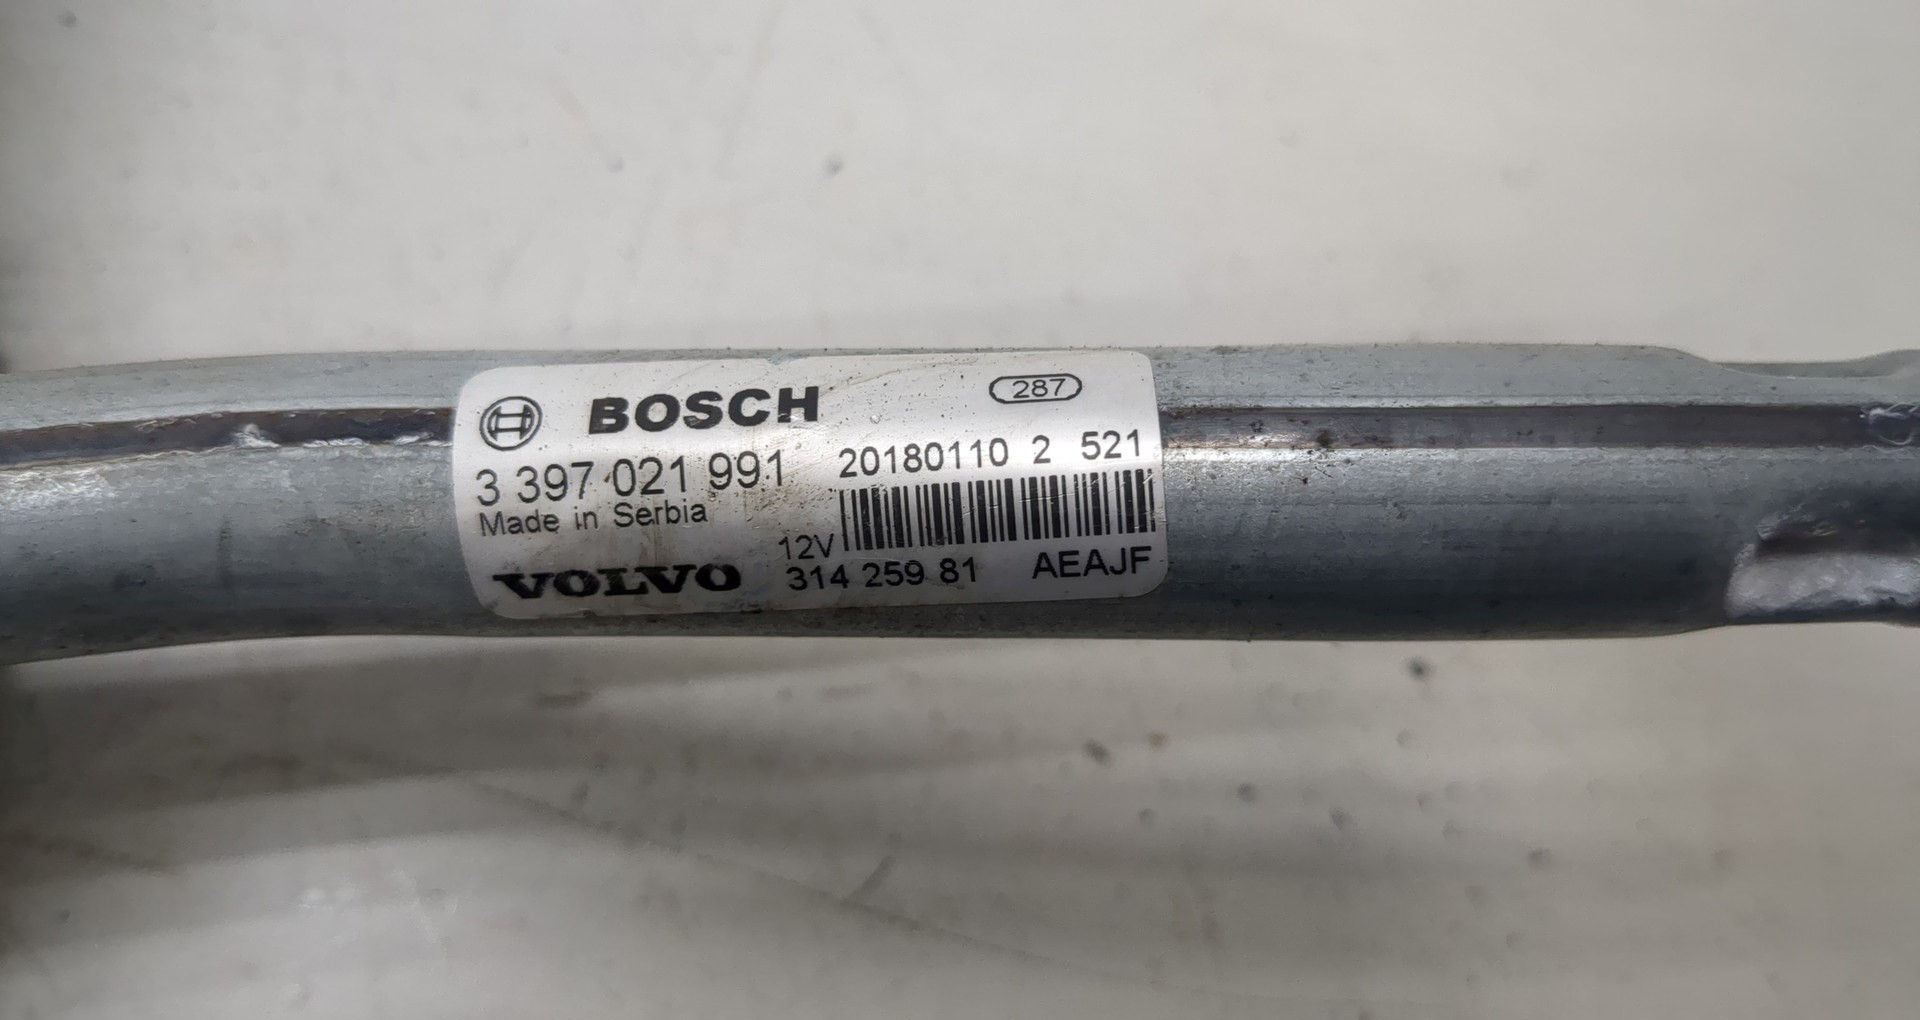 BOSCH 287
3 397 021 991 20180110 2 521
Made in Serbia
12V
VOLVO 314 259 81 AEAJF